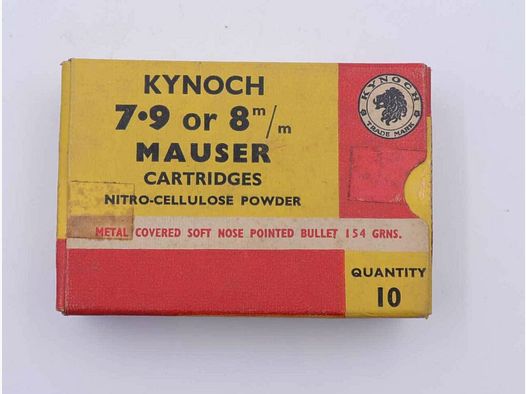 KYNOCH
7·9 or 8 m/m
MAUSER
CARTRIDGES
NITRO-CELLULOSE POWDER
METAL COVERED SOFT NOSE POINTED BULLET 154 GRNS.
QUANTITY
10
KYNOCH
TRADE MARK